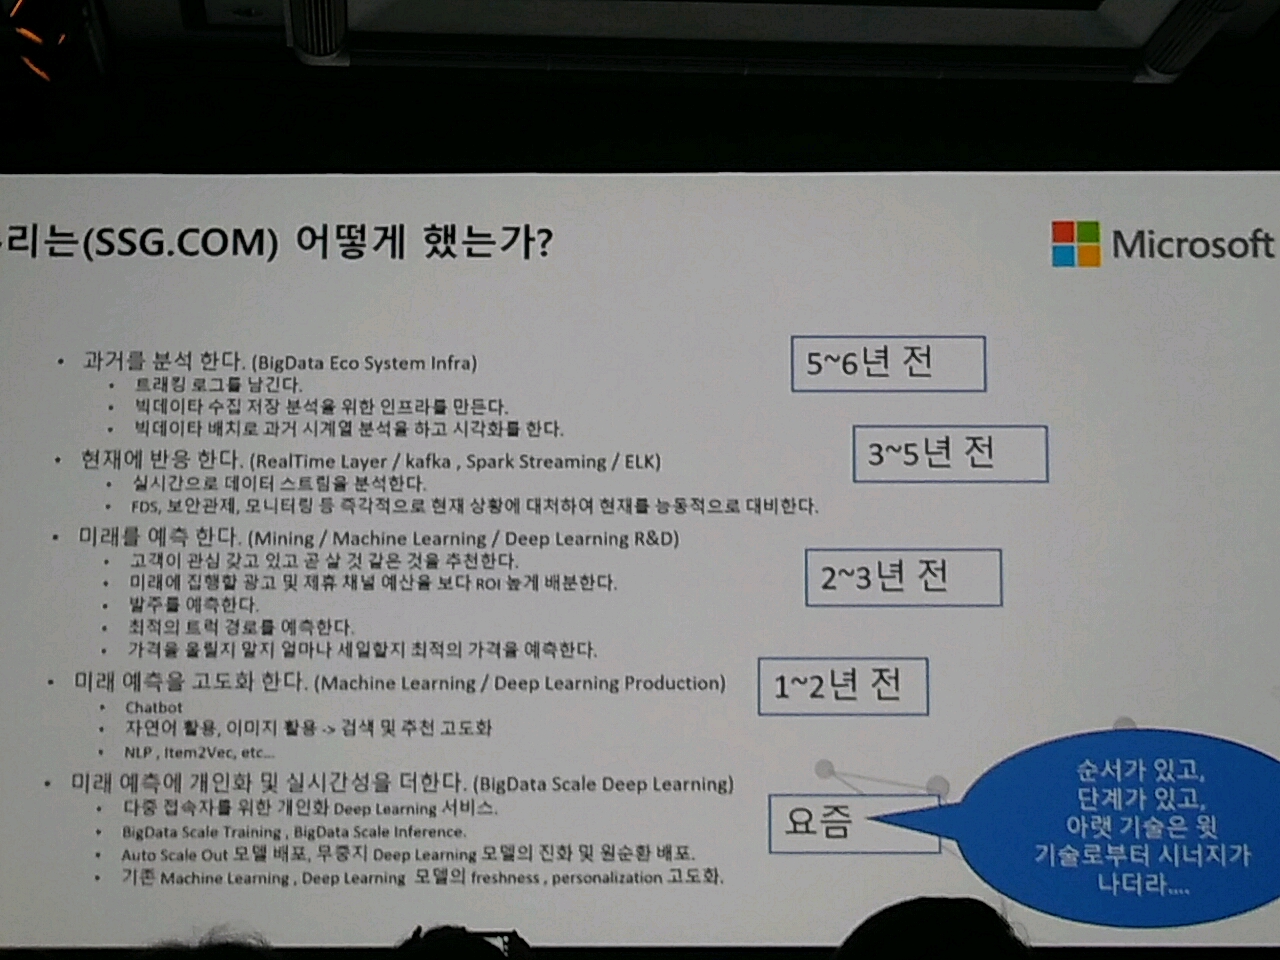 리는(SSG.COM) 어떻게 했는가?
Microsoft
• 과거를 분석 한다. (BigData Eco System Infra)
5~6년 전
• 트래킹 로그를 남긴다.
• 빅데이타 수집 저장 분석을 위한 인프라를 만든다.
• 빅데이타 배치로 과거 시계열 분석을 하고 시각화를 한다.
• 현재에 반응 한다. (RealTime Layer / kafka , Spark Streaming / ELK)
3~5년 전
• 실시간으로 데이터 스트림을 분석한다.
• FDS, 보안관제, 모니터링 등 즉각적으로 현재 상황에 대처하여 현재를 능동적으로 대비한다.
• 미래를 예측 한다. (Mining / Machine Learning / Deep Learning R&D)
2~3년 전
• 고객이 관심 갖고 있고 곧 살 것 같은 것을 추천한다.
• 미래에 집행할 광고 및 제휴 채널 예산을 보다 ROI 높게 배분한다.
• 발주를 예측한다.
• 최적의 트럭 경로를 예측한다.
• 가격을 올릴지 말지 얼마나 세일할지 최적의 가격을 예측한다.
• 미래 예측을 고도화 한다. (Machine Learning / Deep Learning Production)
1~2년 전
• Chatbot
• 자연어 활용, 이미지 활용 -> 검색 및 추천 고도화
• NLP , Item2Vec, etc...
• 미래 예측에 개인화 및 실시간성을 더한다. (BigData Scale Deep Learning)
요즘
• 다중 접속자를 위한 개인화 Deep Learning 서비스.
• BigData Scale Training , BigData Scale Inference.
• Auto Scale Out 모델 배포, 무중지 Deep Learning 모델의 진화 및 원순환 배포.
• 기존 Machine Learning , Deep Learning 모델의 freshness , personalization 고도화.
순서가 있고,
단계가 있고,
아랫 기술은 윗
기술로부터 시너지가
나더라....